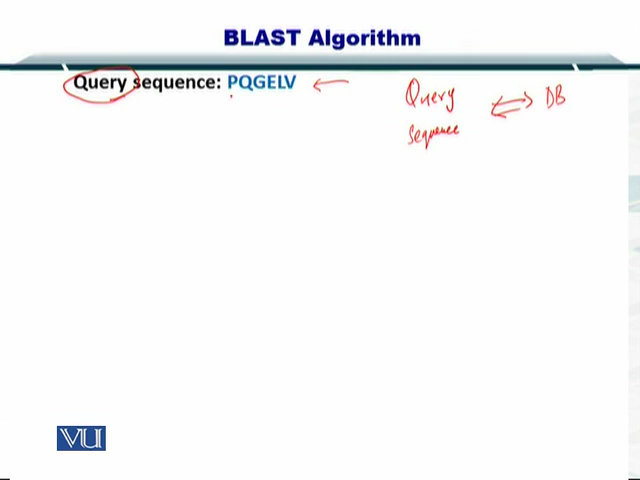 BLAST Algorithm
Query sequence: PQGELV
Query DB
sequence
VU